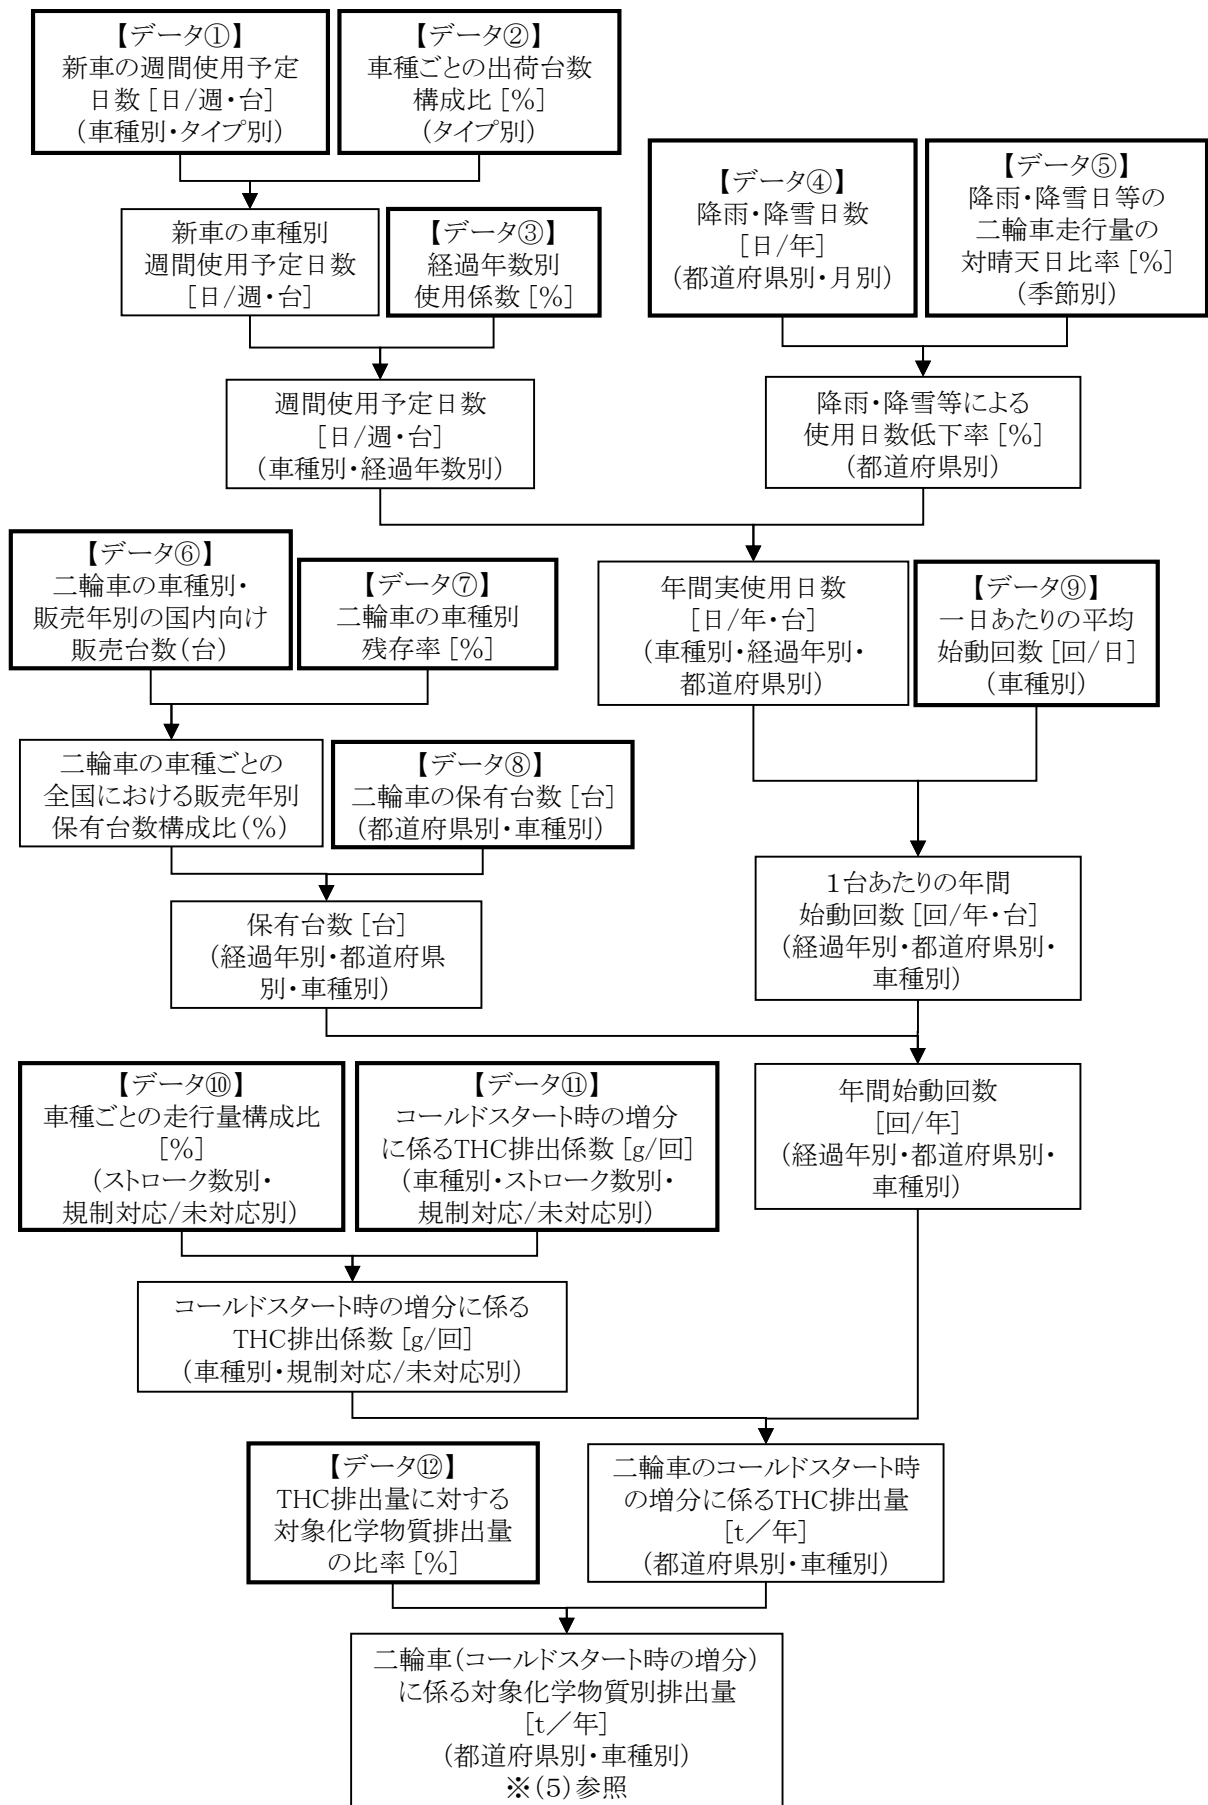 【データ①】
新車の週間使用予定
日数[日/週・台]
(車種別・タイプ別)
【データ②】
車種ごとの出荷台数
構成比[%]
(タイプ別)
【データ④】
降雨・降雪日数
[日/年]
(都道府県別・月別)
【データ⑤】
降雨・降雪日等の
二輪車走行量の
対晴天日比率[%]
(季節別)
新車の車種別
週間使用予定日数
[日/週・台]
【データ③】
経過年数別
使用係数[%]
週間使用予定日数
[日/週・台]
(車種別・経過年数別)
降雨・降雪等による
使用日数低下率[%]
(都道府県別)
【データ⑥】
二輪車の車種別・
販売年別の国内向け
販売台数(台)
【データ⑦】
二輪車の車種別
残存率[%]
年間実使用日数
[日/年・台]
(車種別・経過年別・
都道府県別)
【データ⑨】
一日あたりの平均
始動回数[回/日]
(車種別)
二輪車の車種ごとの
全国における販売年別
保有台数構成比(%)
【データ⑧】
二輪車の保有台数[台]
(都道府県別・車種別)
保有台数[台]
(経過年別・都道府県
別・車種別)
1台あたりの年間
始動回数[回/年・台]
(経過年別・都道府県別・
車種別)
【データ⑩】
車種ごとの走行量構成比
[%]
(ストローク数別・
規制対応/未対応別)
【データ⑪】
コールドスタート時の増分
に係るTHC排出係数[g/回]
(車種別・ストローク数別・
規制対応/未対応別)
年間始動回数
[回/年]
(経過年別・都道府県別・
車種別)
コールドスタート時の増分に係る
THC排出係数[g/回]
(車種別・規制対応/未対応別)
【データ⑫】
THC排出量に対する
対象化学物質排出量
の比率[%]
二輪車のコールドスタート時
の増分に係るTHC排出量
[t/年]
(都道府県別・車種別)
二輪車(コールドスタート時の増分)
に係る対象化学物質別排出量
[t/年]
(都道府県別・車種別)
※(5)参照